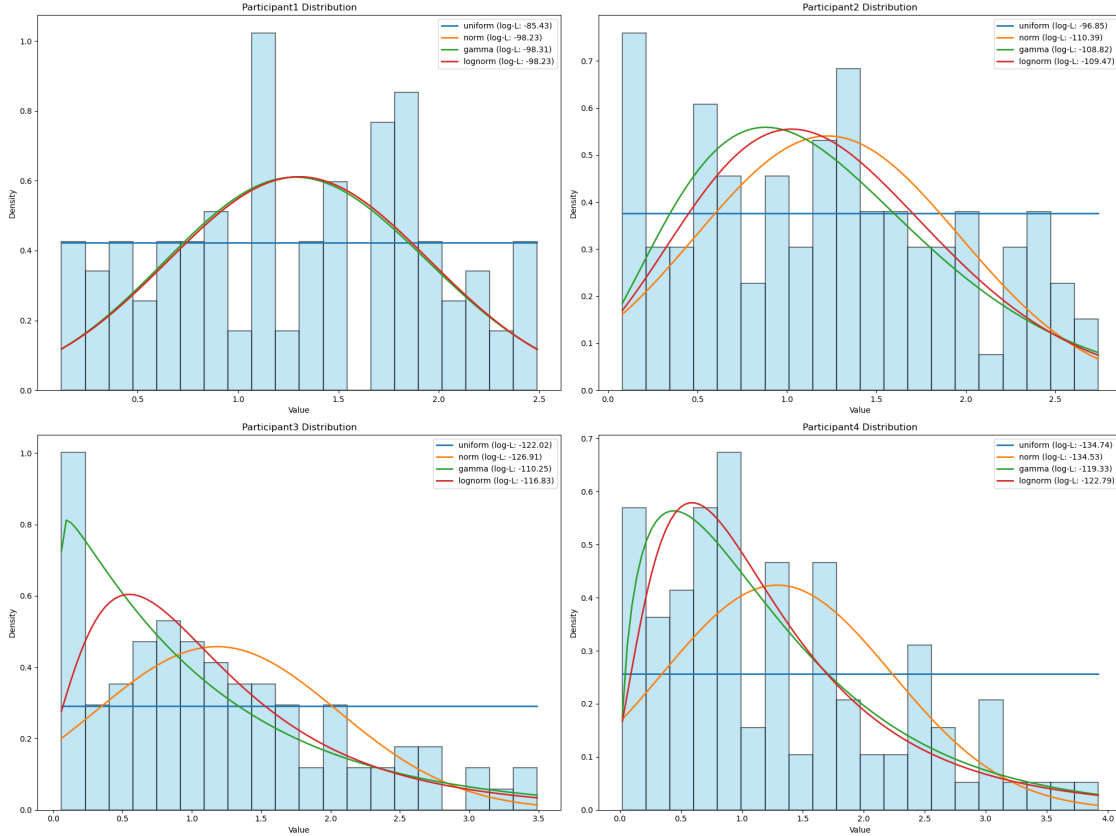 Participant1 Distribution
uniform (log-L: -85.43)
norm (log-L: -98.23)
gamma (log-L: -98.31)
lognorm (log-L: -98.23)
Density
1.0
0.8
0.6
0.4
0.2
0.0
0.5 1.0 1.5 2.0 2.5
Value
Participant2 Distribution
uniform (log-L: -96.85)
norm (log-L: -110.39)
gamma (log-L: -108.82)
lognorm (log-L: -109.47)
Density
0.7
0.6
0.5
0.4
0.3
0.2
0.1
0.0
0.0 0.5 1.0 1.5 2.0 2.5
Value
Participant3 Distribution
uniform (log-L: -122.02)
norm (log-L: -126.91)
gamma (log-L: -110.25)
lognorm (log-L: -116.83)
Density
1.0
0.8
0.6
0.4
0.2
0.0
0.0 0.5 1.0 1.5 2.0 2.5 3.0 3.5
Value
Participant4 Distribution
uniform (log-L: -134.74)
norm (log-L: -134.53)
gamma (log-L: -119.33)
lognorm (log-L: -122.79)
Density
0.7
0.6
0.5
0.4
0.3
0.2
0.1
0.0
0.0 0.5 1.0 1.5 2.0 2.5 3.0 3.5 4.0
Value